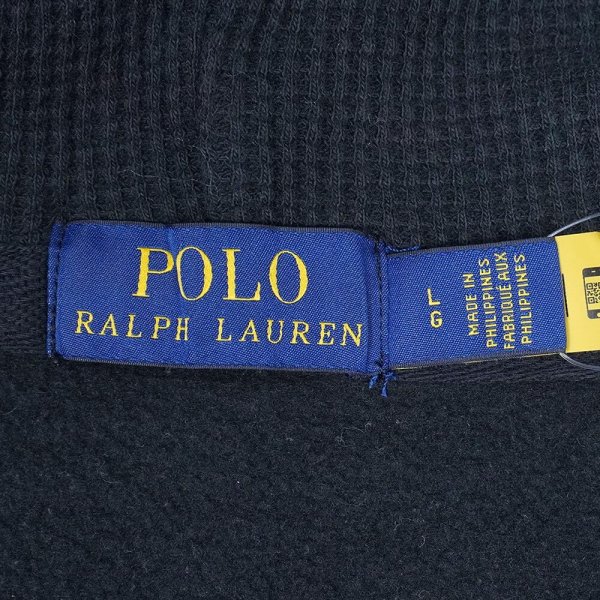 POLO
RALPH LAUREN
L
G
MADE IN
PHILIPPINES
FABRIQUÉ AUX
PHILIPPINES